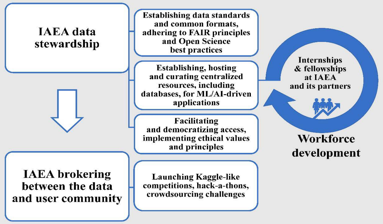 IAEA data
stewardship
Establishing data standards
and common formats,
adhering to FAIR principles
and Open Science
best practices
Establishing, hosting
and curating centralized
resources, including
databases, for ML/AI-driven
applications
Facilitating
and democratizing access,
implementing ethical values
and principles
Internships
& fellowships
at IAEA
and its partners
Workforce
development
IAEA brokering
between the data
and user community
Launching Kaggle-like
competitions, hack-a-thons,
crowdsourcing challenges